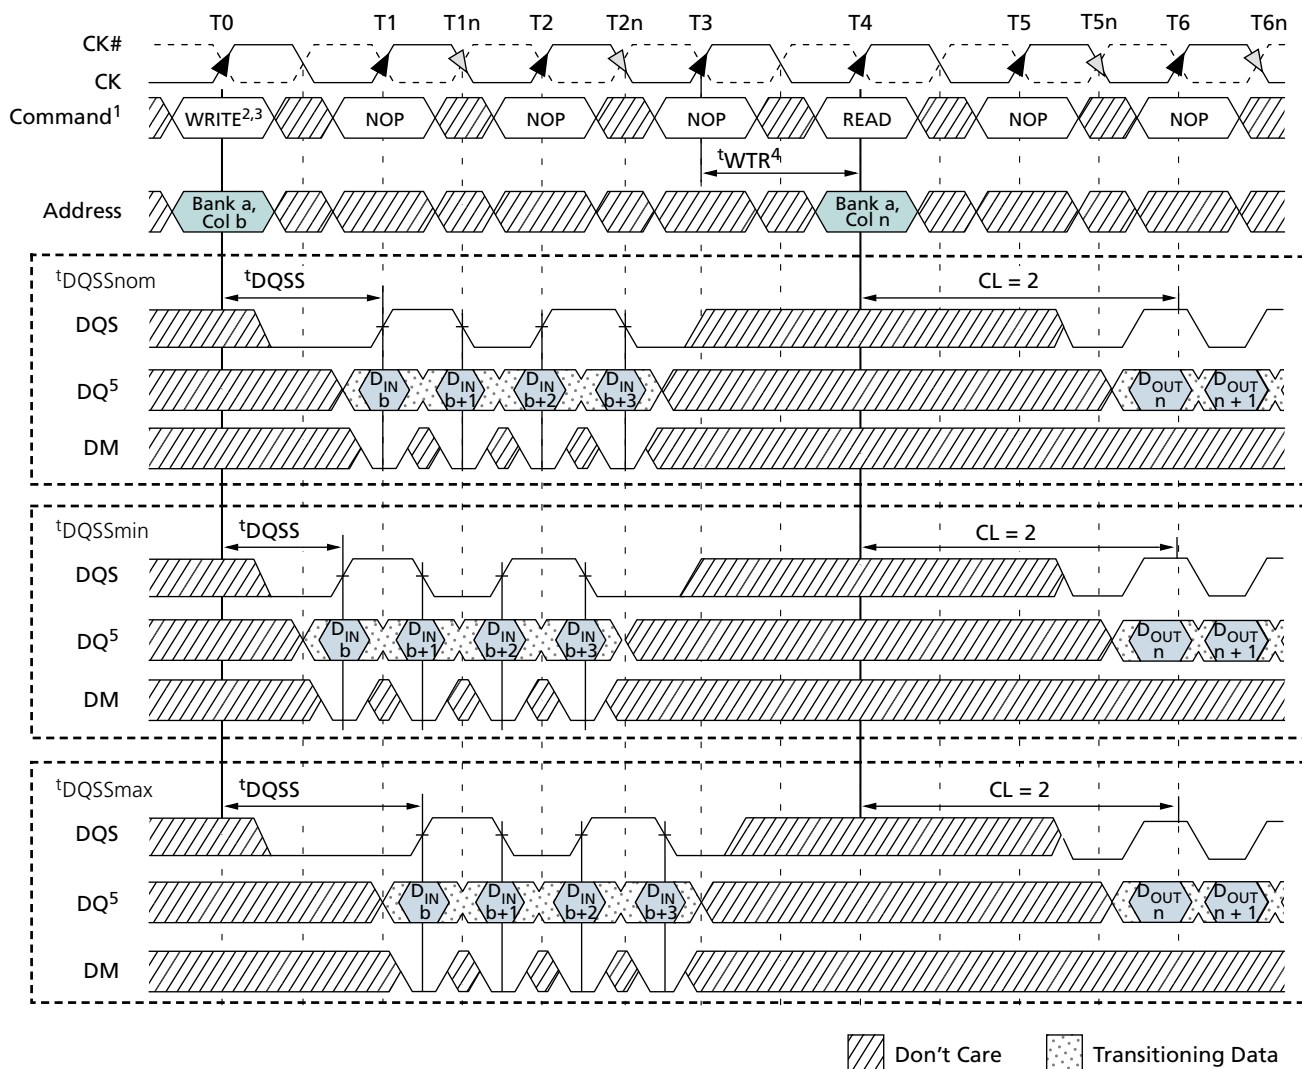 T0 T1 T1n T2 T2n T3 T4 T5 T5n T6 T6n
CK#
CK
Command1 WRITE2,3 NOP NOP NOP READ NOP NOP
tWTR4
Address Bank a, Col b Bank a, Col n
tDQSSnom tDQSS CL = 2
DQS
DQ5 DIN b DIN b+1 DIN b+2 DIN b+3 DOUT n DOUT n + 1
DM
tDQSSmin tDQSS CL = 2
DQS
DQ5 DIN b DIN b+1 DIN b+2 DIN b+3 DOUT n DOUT n + 1
DM
tDQSSmax tDQSS CL = 2
DQS
DQ5 DIN b DIN b+1 DIN b+2 DIN b+3 DOUT n DOUT n + 1
DM
Don't Care Transitioning Data